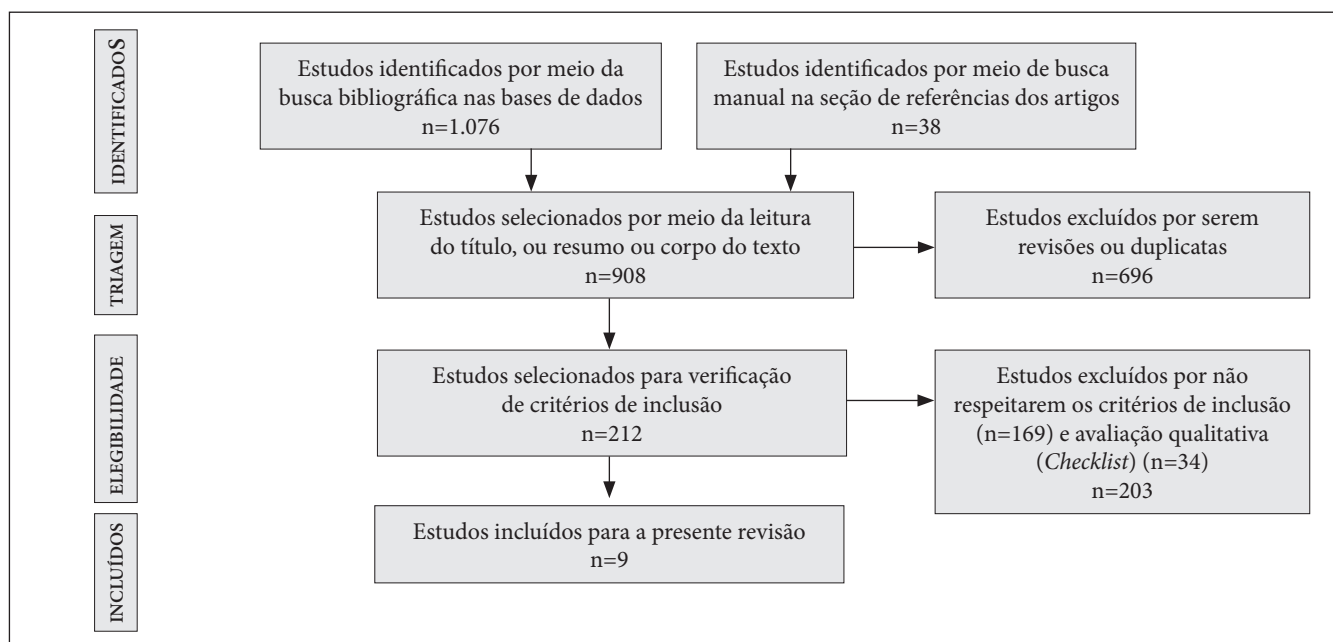 IDENTIFICADOS
Estudos identificados por meio da
busca bibliográfica nas bases de dados
n=1.076
Estudos identificados por meio de busca
manual na seção de referências dos artigos
n=38
TRIAGEM
Estudos selecionados por meio da leitura
do título, ou resumo ou corpo do texto
n=908
Estudos excluídos por serem
revisões ou duplicatas
n=696
ELEGIBILIDADE
Estudos selecionados para verificação
de critérios de inclusão
n=212
Estudos excluídos por não
respeitarem os critérios de inclusão
(n=169) e avaliação qualitativa
(Checklist) (n=34)
n=203
INCLUÍDOS
Estudos incluídos para a presente revisão
n=9